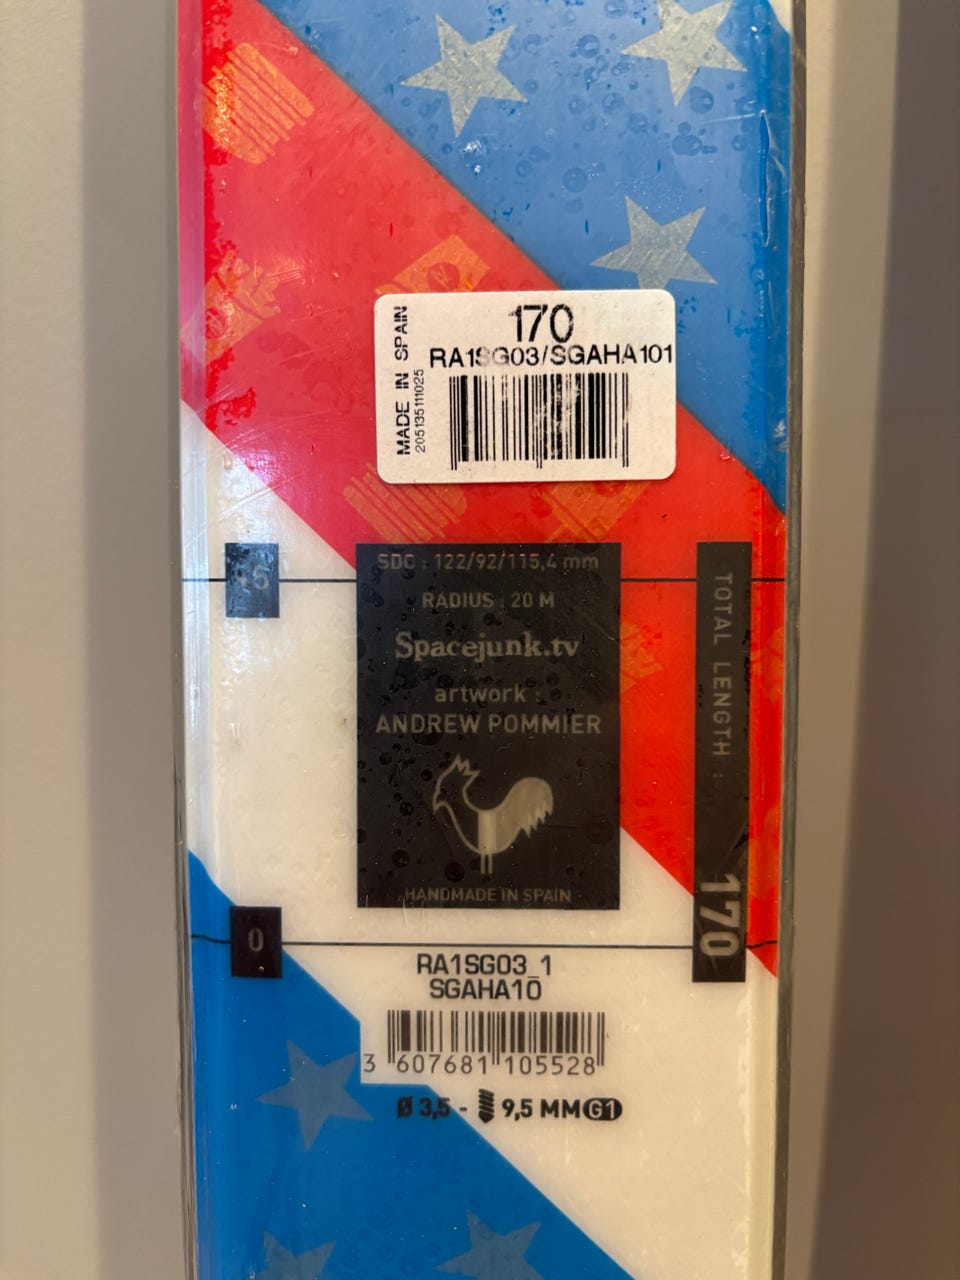 170
RA1SG03/SGAHA101
MADE IN SPAIN
205135111025
SDC : 122/92/115,4 mm
RADIUS : 20 M
Spacejunk.tv
artwork :
ANDREW POMMIER
HANDMADE IN SPAIN
TOTAL LENGTH : 170
0
RA1SG03_1
SGAHA10
3 607681 105528
Ø 3,5 - 9,5 MM G1